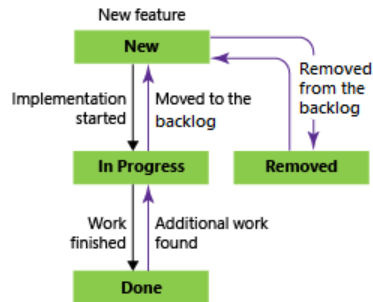 New feature
New
Implementation
started
Moved to the
backlog
Removed
from the
backlog
In Progress
Removed
Work
finished
Additional work
found
Done